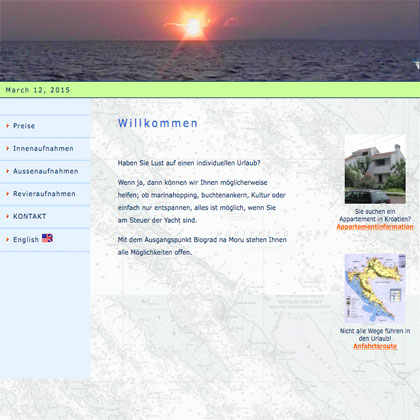 March 12, 2015
Preise
Innenaufnahmen
Aussenaufnahmen
Revieraufnahmen
KONTAKT
English
Willkommen
Haben Sie Lust auf einen individuellen Urlaub?
Wenn ja, dann können wir Ihnen möglicherweise
helfen; ob marinahopping, buchtenankern, Kultur oder
einfach nur entspannen, alles ist möglich, wenn Sie
am Steuer der Yacht sind.
Mit dem Ausgangspunkt Biograd na Moru stehen Ihnen
alle Möglichkeiten offen.
Sie suchen ein
Appartement in Kroatien?
Appartementinformation
Nicht alle Wege führen in
den Urlaub!
Anfahrtsroute